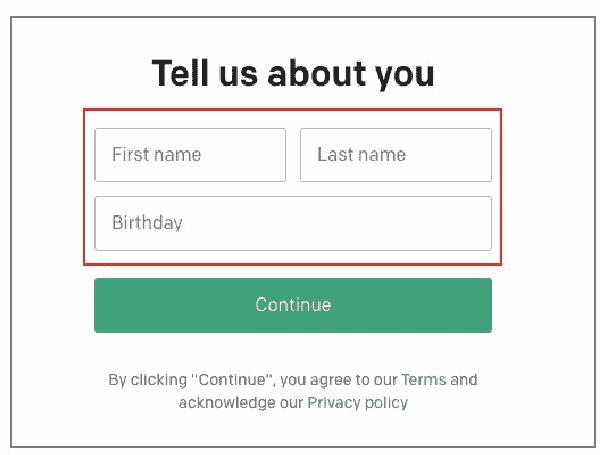 Tell us about you
First name Last name
Birthday
Continue
By clicking "Continue", you agree to our Terms and
acknowledge our Privacy policy